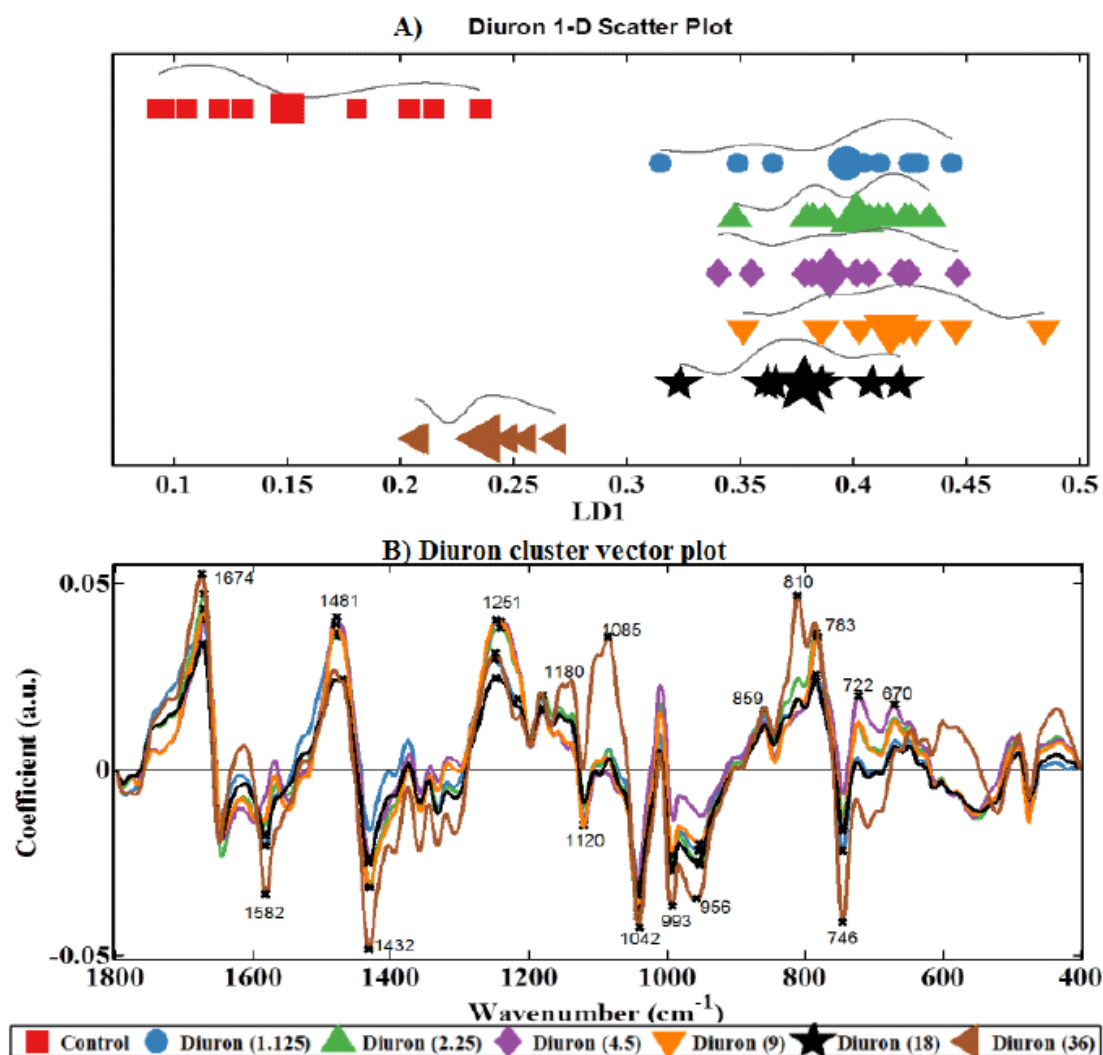 A) Diuron 1-D Scatter Plot
0.1 0.15 0.2 0.25 0.3 0.35 0.4 0.45 0.5
LD1
B) Diuron cluster vector plot
0.05
0
-0.05
Coefficient (a.u.)
1674
1582
1481
1432
1251
1180
1120
1085
1042
993
956
859
810
783
746
722
670
1800 1600 1400 1200 1000 800 600 400
Wavenumber (cm⁻¹)
Control Diuron (1.125) Diuron (2.25) Diuron (4.5) Diuron (9) Diuron (18) Diuron (36)